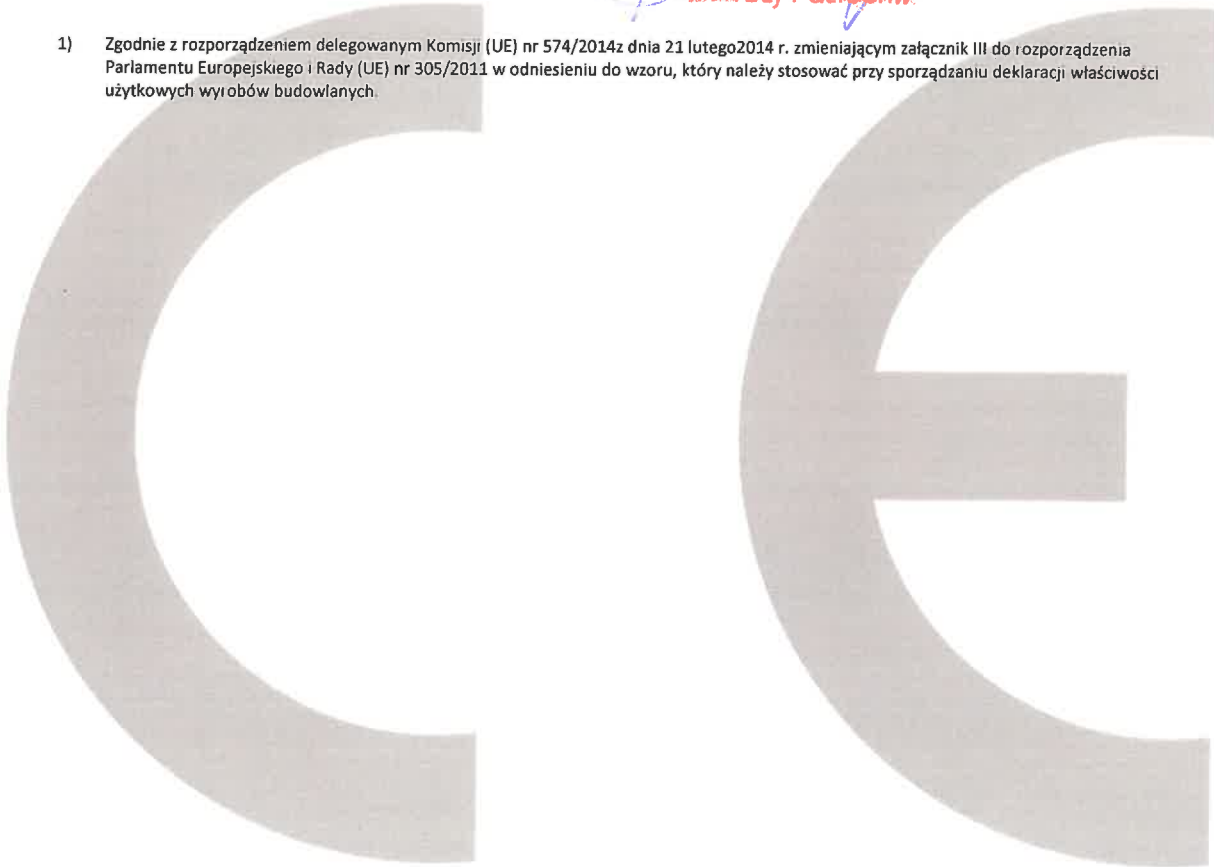 1) Zgodnie z rozporządzeniem delegowanym Komisji (UE) nr 574/2014z dnia 21 lutego2014 r. zmieniającym załącznik III do rozporządzenia
Parlamentu Europejskiego i Rady (UE) nr 305/2011 w odniesieniu do wzoru, który należy stosować przy sporządzaniu deklaracji właściwości
użytkowych wyrobów budowlanych
CE